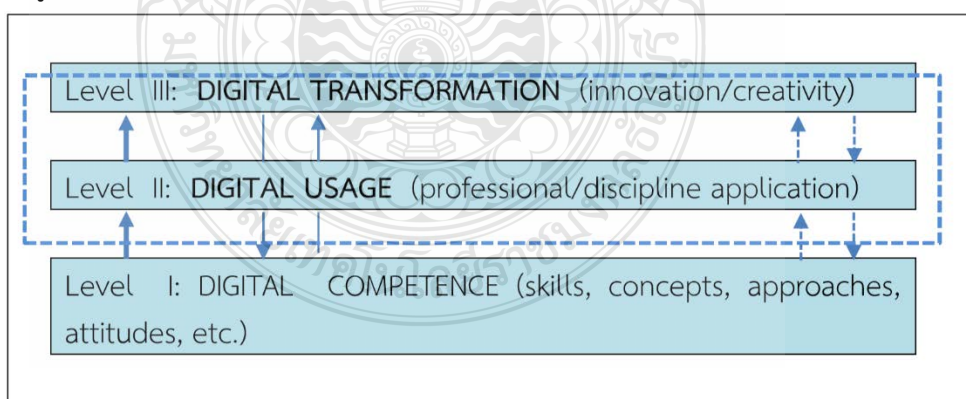 Level III: DIGITAL TRANSFORMATION (innovation/creativity)
Level II: DIGITAL USAGE (professional/discipline application)
Level I: DIGITAL COMPETENCE (skills, concepts, approaches,
attitudes, etc.)